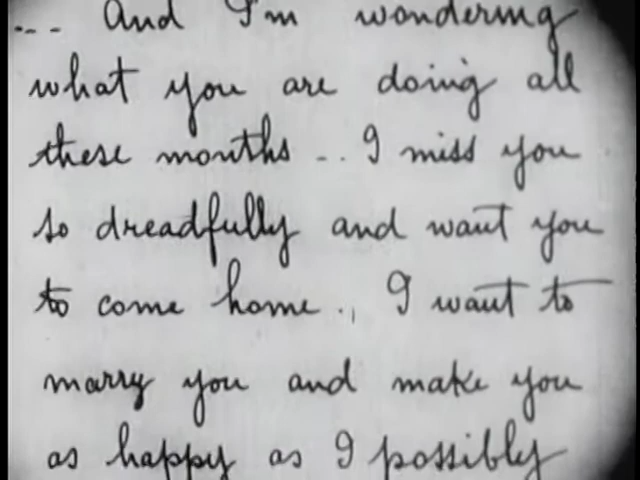 ... And I'm wondering
what you are doing all
these months ... I miss you
so dreadfully and want you
to come home.. I want to
marry you and make you
as happy as I possibly